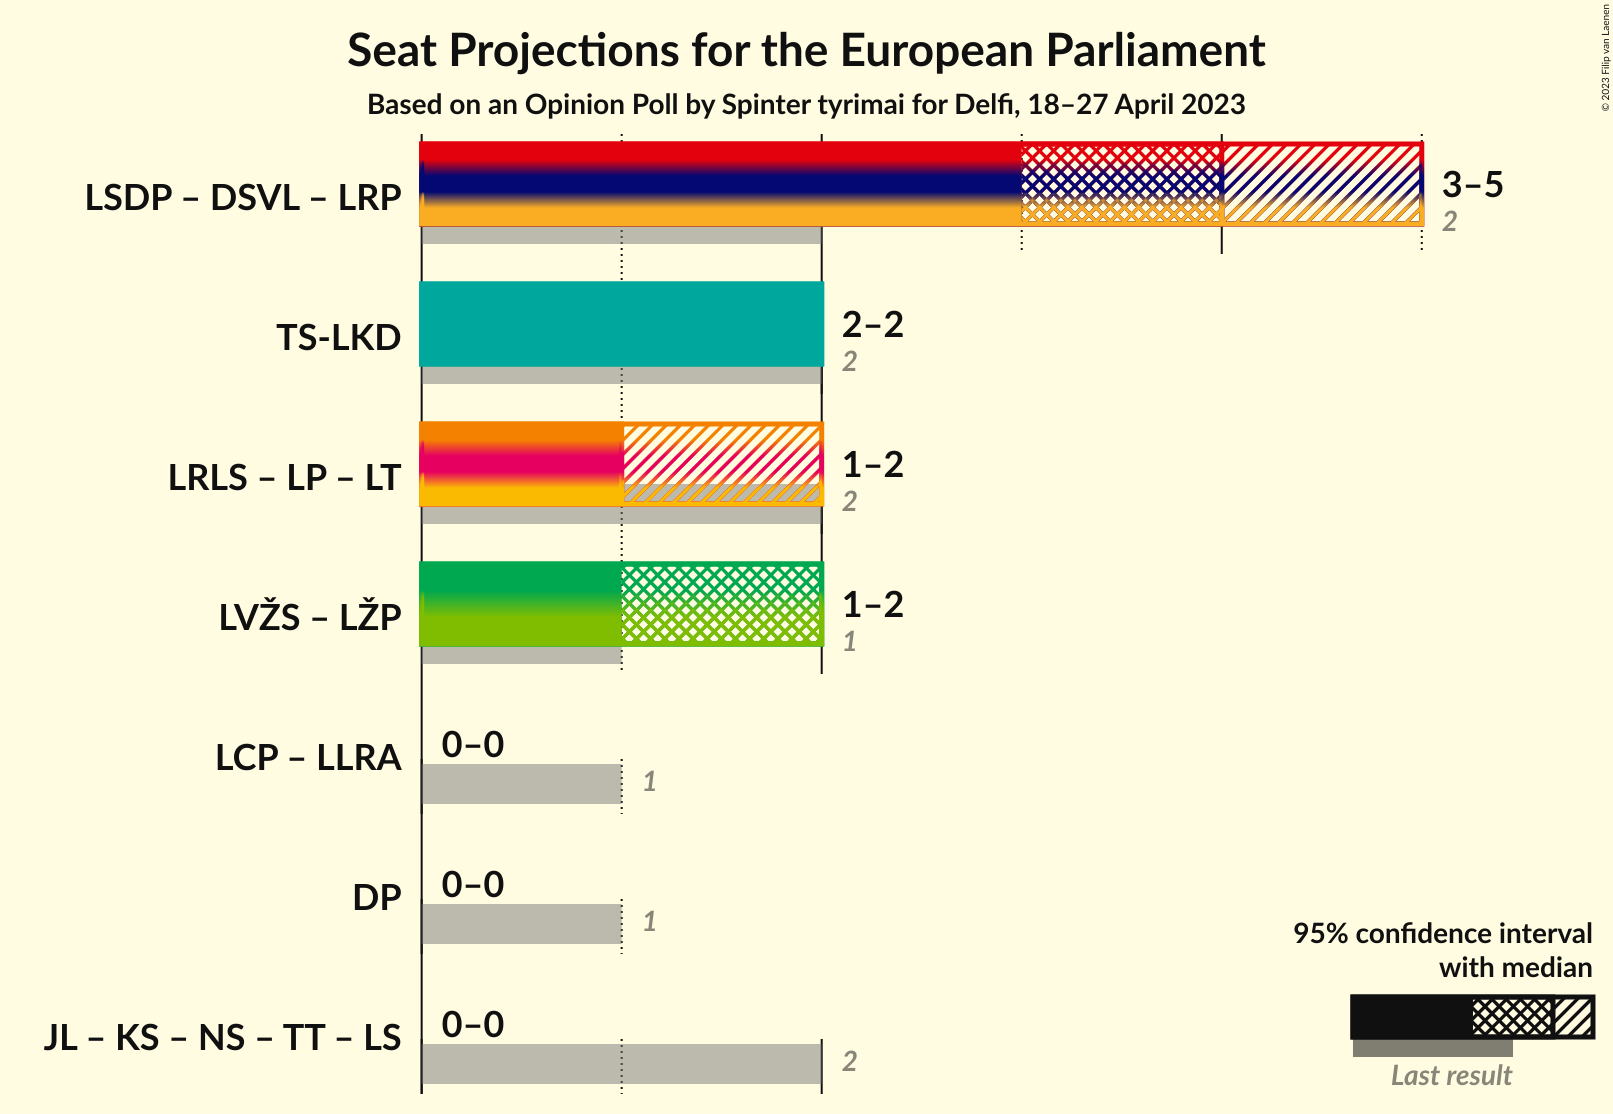 Seat Projections for the European Parliament
Based on an Opinion Poll by Spinter tyrimai for Delfi, 18–27 April 2023
© 2023 Filip van Laenen
LSDP – DSVL – LRP
3–5
2
TS-LKD
2–2
2
LRLS – LP – LT
1–2
2
LVŽS – LŽP
1–2
1
LCP – LLRA
0–0
1
DP
0–0
1
JL – KS – NS – TT – LS
0–0
2
95% confidence interval
with median
Last result